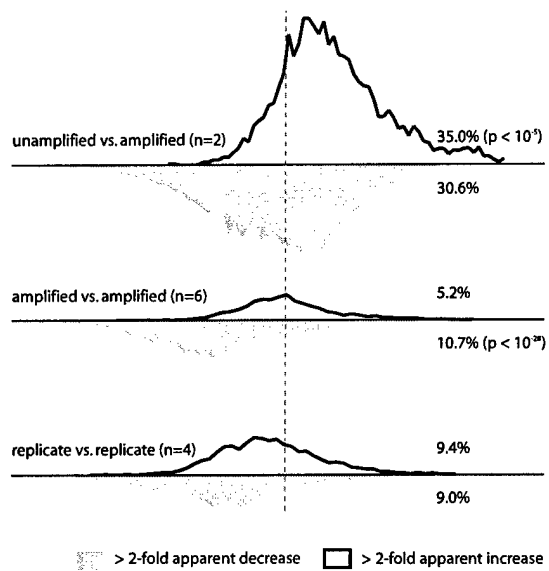 unamplified vs. amplified (n=2) 35.0% (p < 10⁻⁵)
30.6%
amplified vs. amplified (n=6) 5.2%
10.7% (p < 10⁻²⁸)
replicate vs. replicate (n=4) 9.4%
9.0%
> 2-fold apparent decrease > 2-fold apparent increase